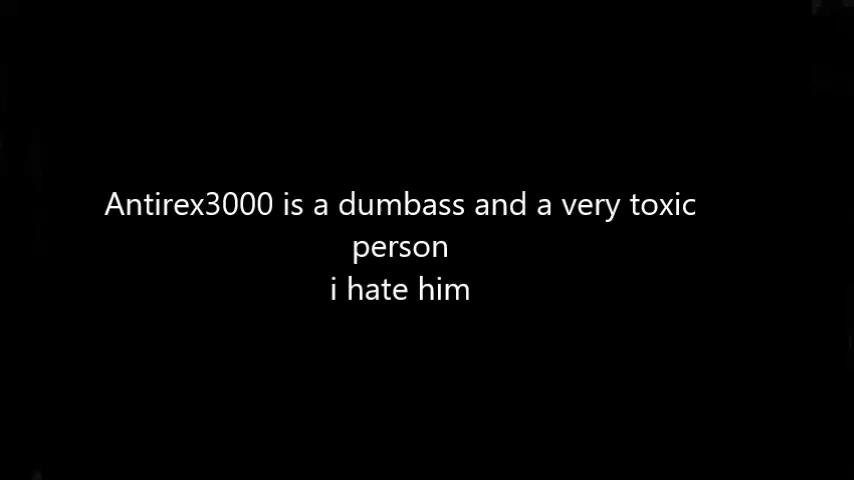 Antirex3000 is a dumbass and a very toxic
person
i hate him